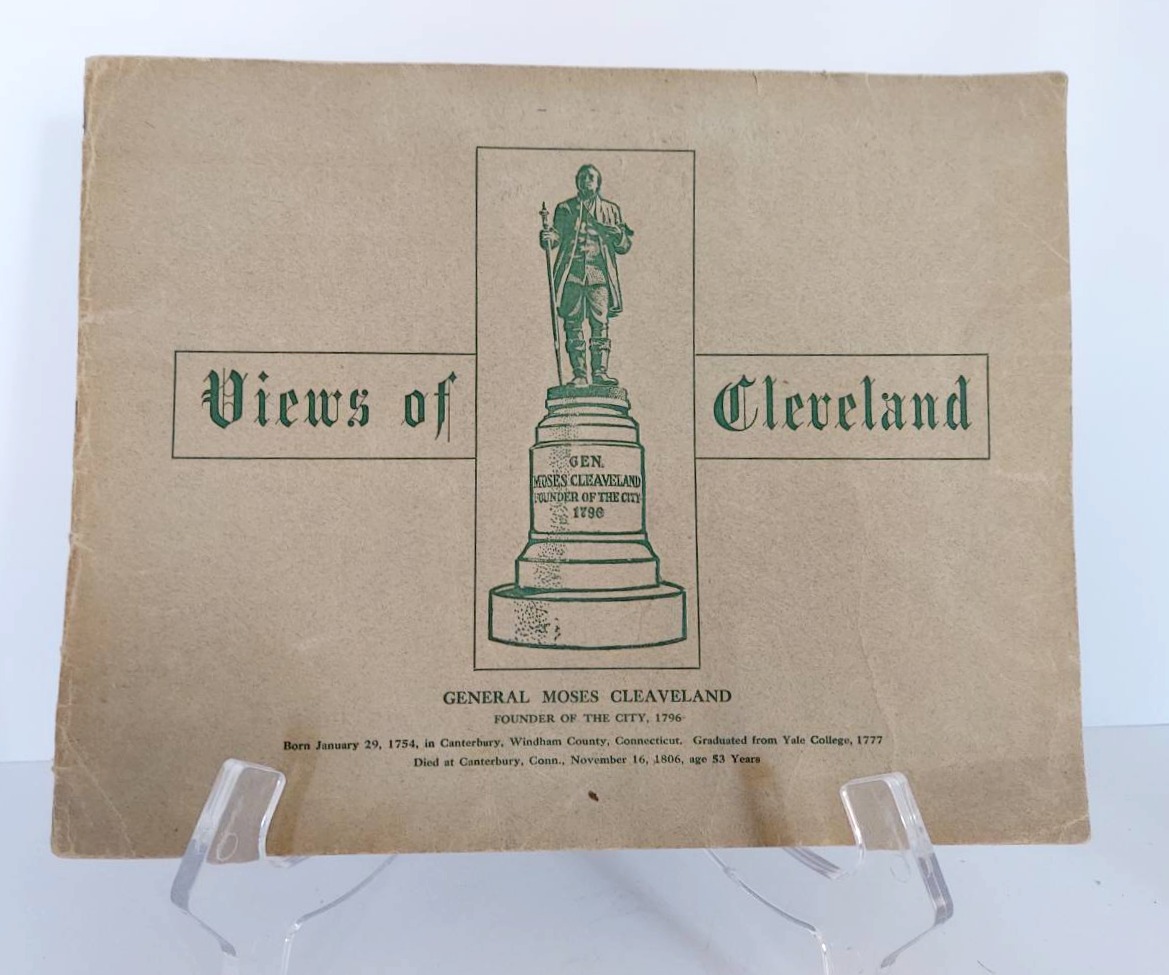 Views of Cleveland
GEN.
MOSES CLEAVELAND
FOUNDER OF THE CITY
1796
GENERAL MOSES CLEAVELAND
FOUNDER OF THE CITY, 1796
Born January 29, 1754, in Canterbury, Windham County, Connecticut. Graduated from Yale College, 1777
Died at Canterbury, Conn., November 16, 1806, age 53 Years